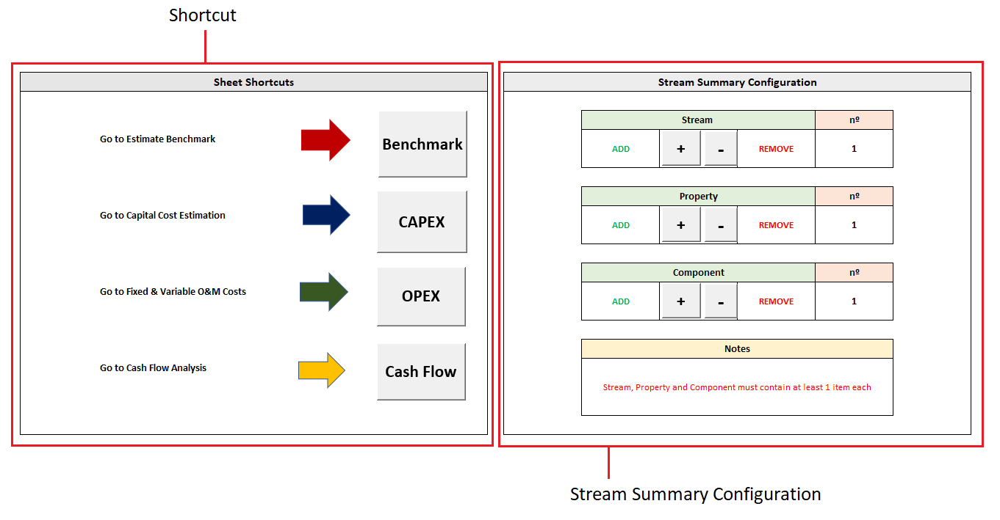 Shortcut
Sheet Shortcuts
Go to Estimate Benchmark
Benchmark
Go to Capital Cost Estimation
CAPEX
Go to Fixed & Variable O&M Costs
OPEX
Go to Cash Flow Analysis
Cash Flow
Stream Summary Configuration
Stream nº
ADD + - REMOVE 1
Property nº
ADD + - REMOVE 1
Component nº
ADD + - REMOVE 1
Notes
Stream, Property and Component must contain at least 1 item each
Stream Summary Configuration